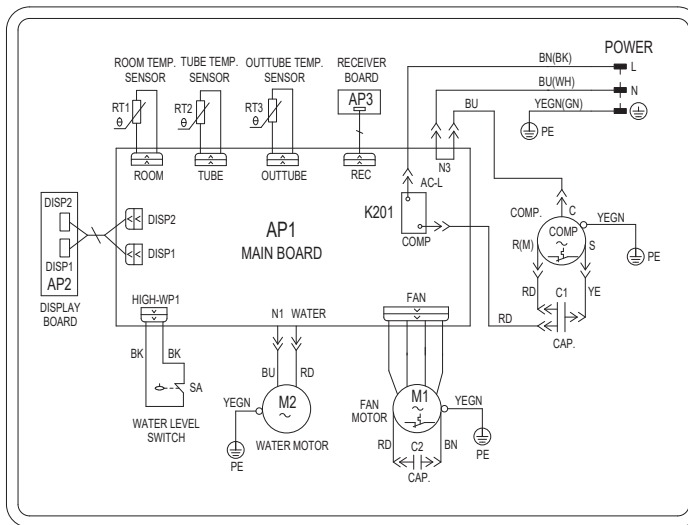 ROOM TEMP.
SENSOR
TUBE TEMP.
SENSOR
OUTTUBE TEMP.
SENSOR
RECEIVER
BOARD
POWER
BN(BK)
L
BU(WH)
N
BU
YEGN(GN)
PE
RT1
θ
RT2
θ
RT3
θ
AP3
ROOM
TUBE
OUTTUBE
REC
N3
AC-L
K201
COMP
AP1
MAIN BOARD
DISP2
DISP1
AP2
DISPLAY
BOARD
DISP2
DISP1
COMP.
C
COMP
~
YEGN
PE
R(M)
S
RD
C1
YE
RD
CAP.
HIGH-WP1
BK
BK
SA
WATER LEVEL
SWITCH
N1
WATER
BU
RD
YEGN
M2
~
PE
WATER MOTOR
FAN
FAN
MOTOR
M1
~
YEGN
PE
RD
C2
BN
CAP.